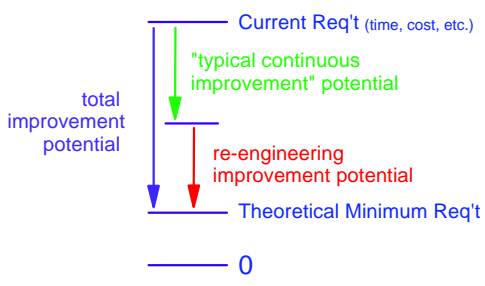 Current Req't (time, cost, etc.)
"typical continuous
improvement" potential
total
improvement
potential
re-engineering
improvement potential
Theoretical Minimum Req't
0